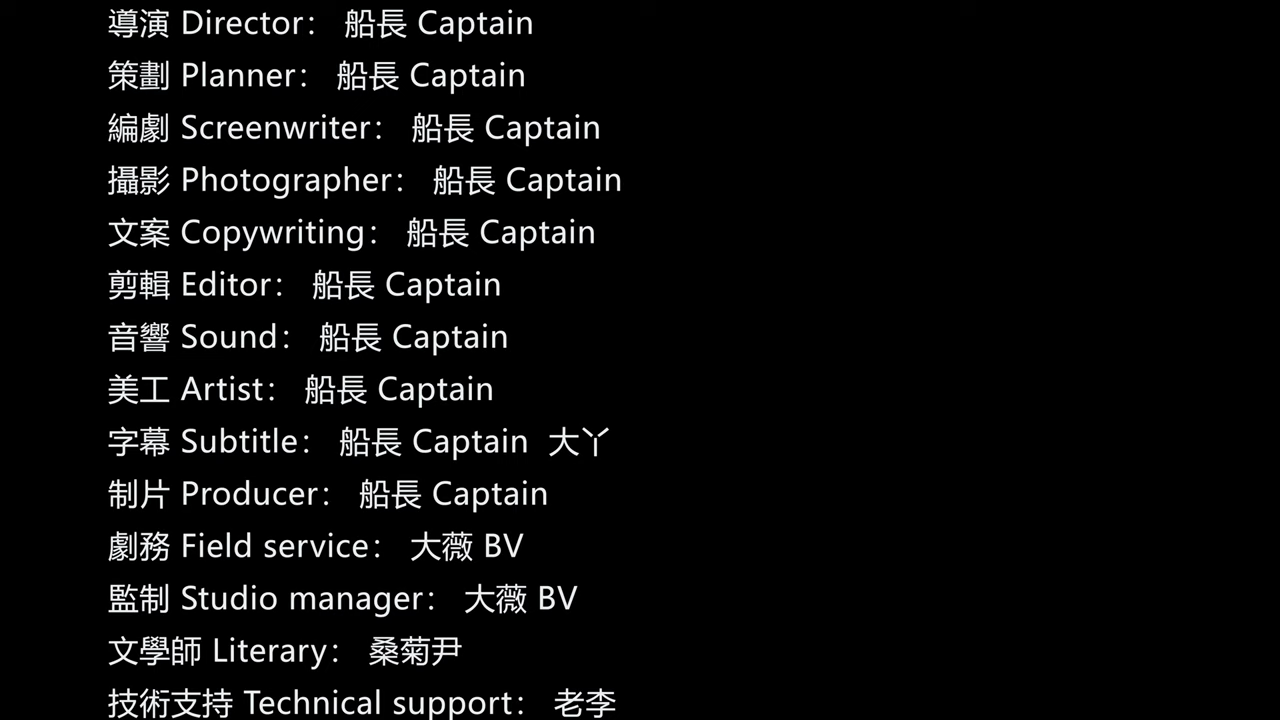 導演 Director： 船長 Captain
策劃 Planner： 船長 Captain
編劇 Screenwriter： 船長 Captain
攝影 Photographer： 船長 Captain
文案 Copywriting： 船長 Captain
剪輯 Editor： 船長 Captain
音響 Sound： 船長 Captain
美工 Artist： 船長 Captain
字幕 Subtitle： 船長 Captain 大丫
制片 Producer： 船長 Captain
劇務 Field service： 大薇 BV
監制 Studio manager： 大薇 BV
文學師 Literary： 桑菊尹
技術支持 Technical support： 老李